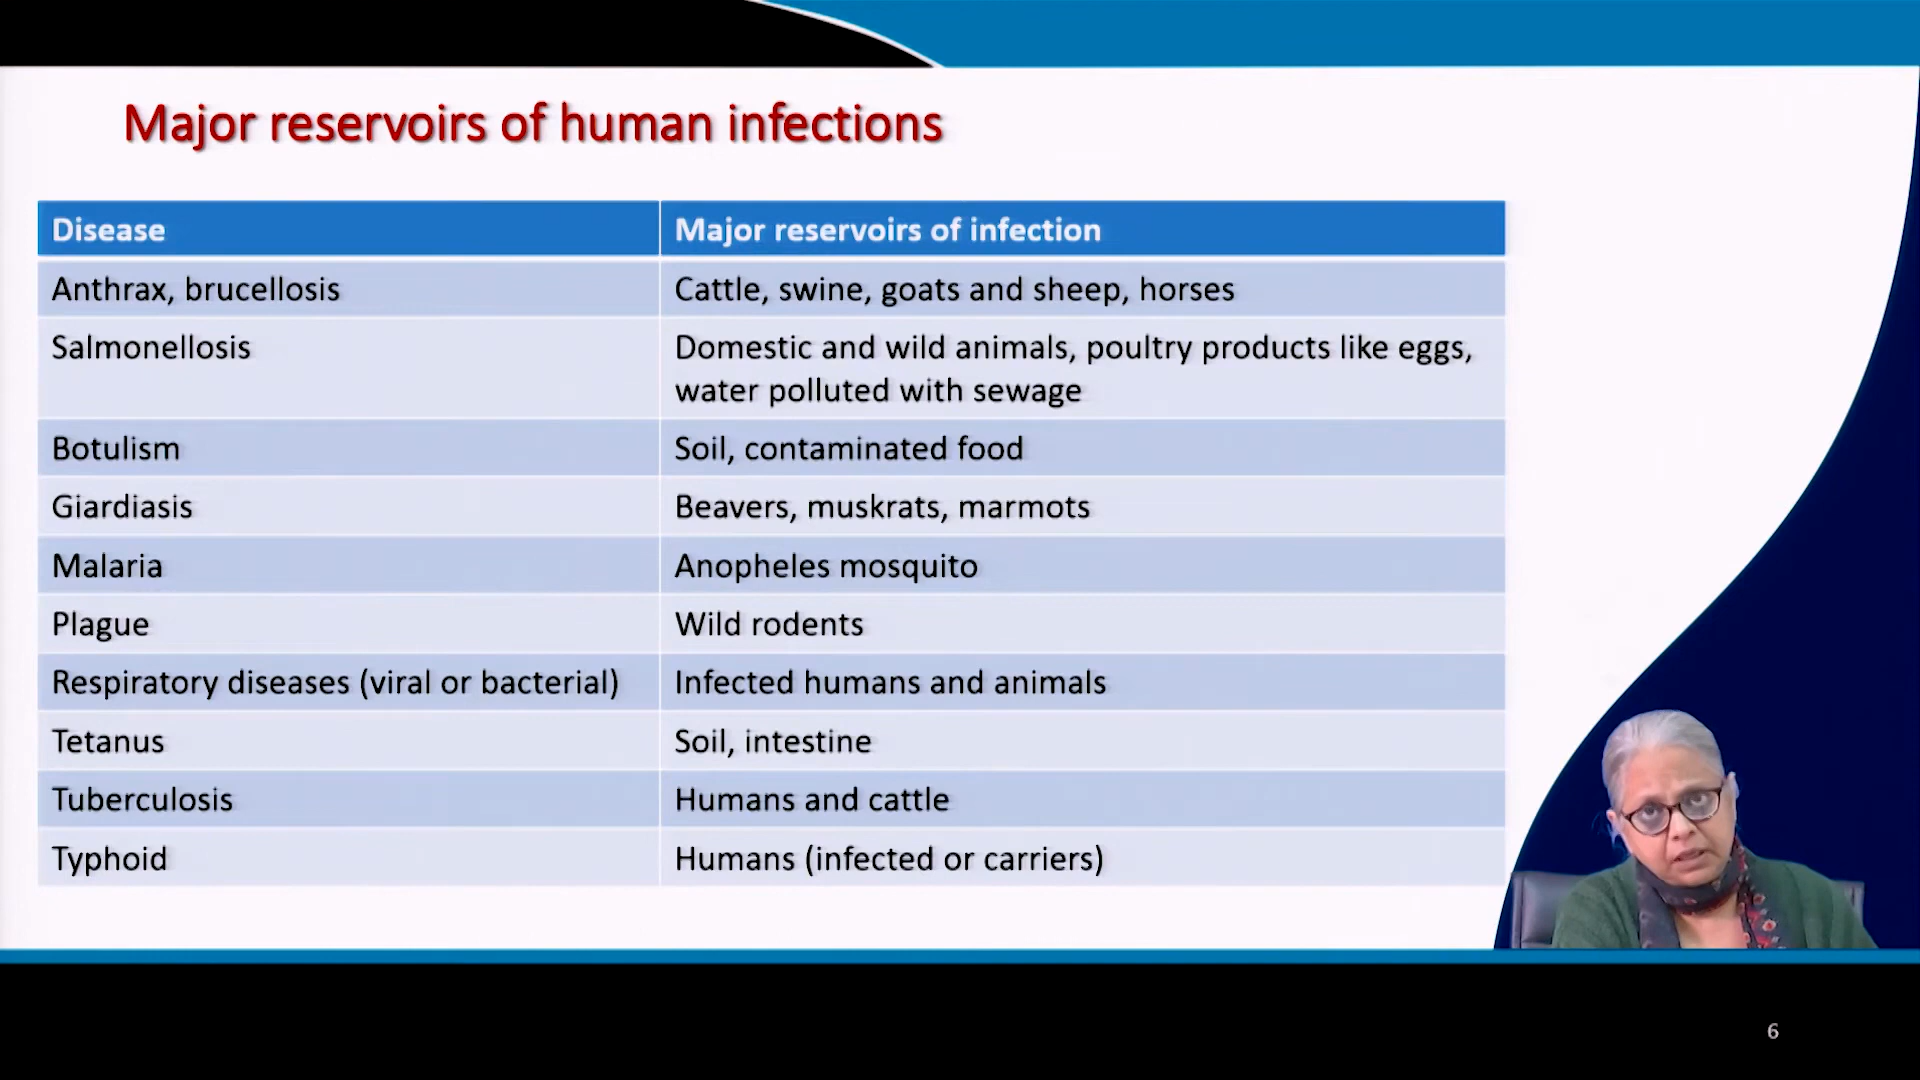 Major reservoirs of human infections
Disease
Major reservoirs of infection
Anthrax, brucellosis
Cattle, swine, goats and sheep, horses
Salmonellosis
Domestic and wild animals, poultry products like eggs,
water polluted with sewage
Botulism
Soil, contaminated food
Giardiasis
Beavers, muskrats, marmots
Malaria
Anopheles mosquito
Plague
Wild rodents
Respiratory diseases (viral or bacterial)
Infected humans and animals
Tetanus
Soil, intestine
Tuberculosis
Humans and cattle
Typhoid
Humans (infected or carriers)
6